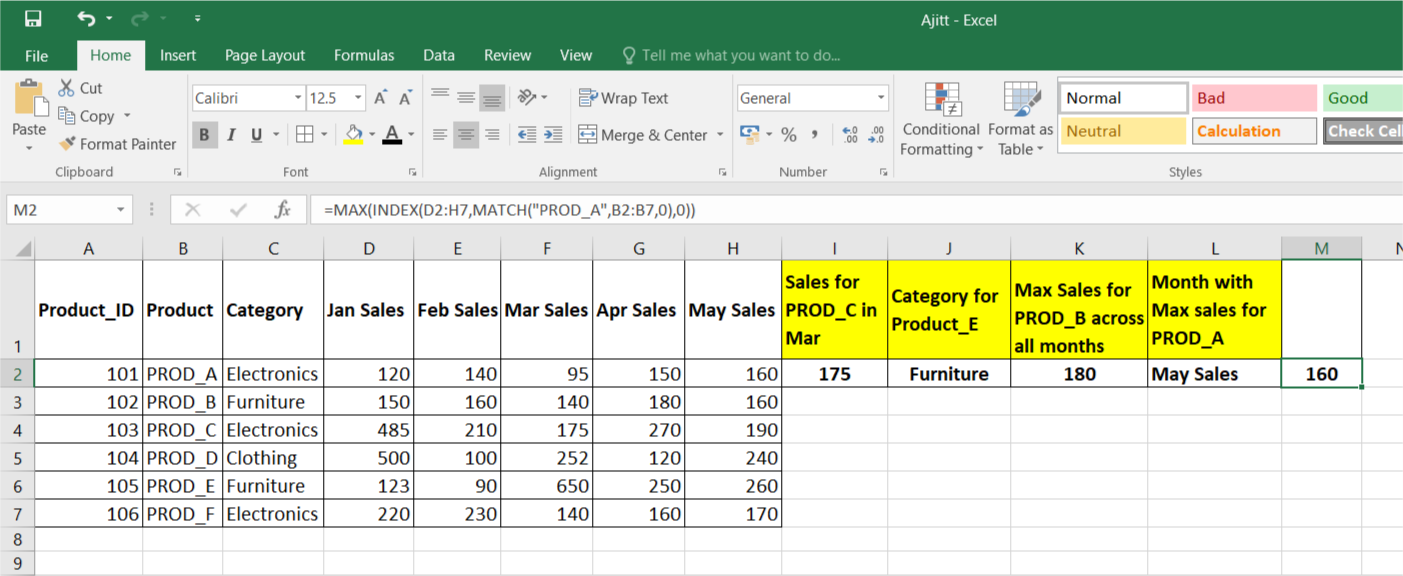 Ajitt - Excel
File Home Insert Page Layout Formulas Data Review View Tell me what you want to do...
Paste
Cut
Copy
Format Painter
Clipboard
Calibri 12.5 A A
B I U A
Font
Wrap Text
Merge & Center
Alignment
General
% , .00 .00
Number
Conditional Formatting
Format as Table
Normal Bad Good
Neutral Calculation Check Cell
Styles
M2 fx =MAX(INDEX(D2:H7,MATCH("PROD_A",B2:B7,0),0))
A B C D E F G H I J K L M N
1 Product_ID Product Category Jan Sales Feb Sales Mar Sales Apr Sales May Sales Sales for PROD_C in Mar Category for Product_E Max Sales for PROD_B across all months Month with Max sales for PROD_A
2 101 PROD_A Electronics 120 140 95 150 160 175 Furniture 180 May Sales 160
3 102 PROD_B Furniture 150 160 140 180 160
4 103 PROD_C Electronics 485 210 175 270 190
5 104 PROD_D Clothing 500 100 252 120 240
6 105 PROD_E Furniture 123 90 650 250 260
7 106 PROD_F Electronics 220 230 140 160 170
8
9